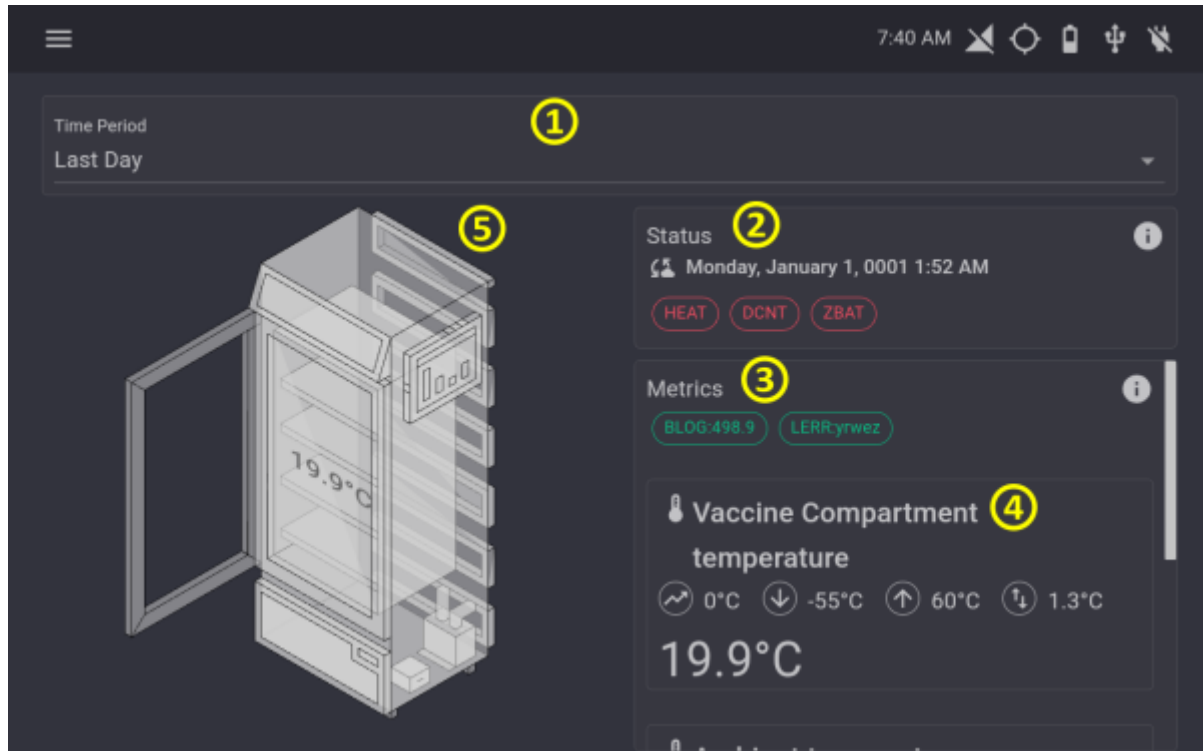 7:40 AM
1
Time Period
Last Day
5
19.9°C
Status 2
Monday, January 1, 0001 1:52 AM
HEAT DCNT ZBAT
Metrics 3
BLOG:498.9 LERR:yrwez
Vaccine Compartment 4
temperature
0°C -55°C 60°C 1.3°C
19.9°C